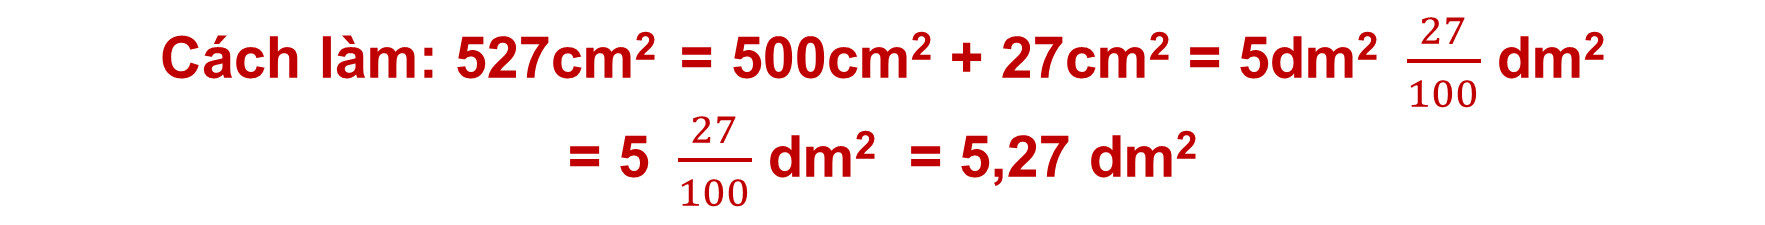 Cách làm: 527cm² = 500cm² + 27cm² = 5dm² 27/100 dm²
= 5 27/100 dm² = 5,27 dm²